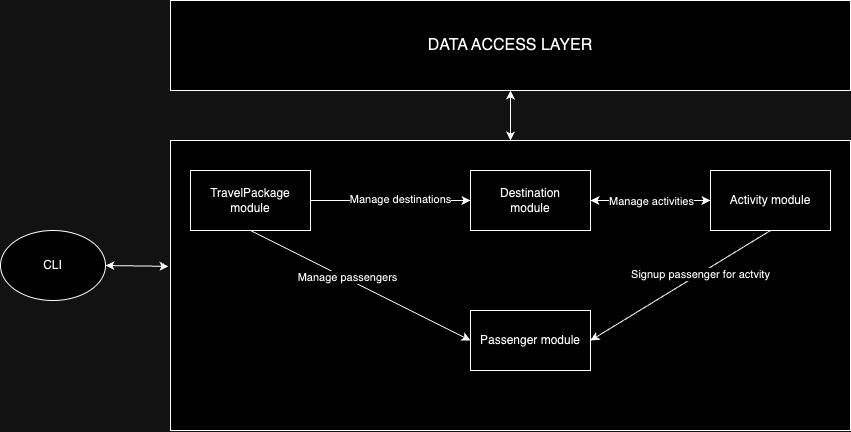 DATA ACCESS LAYER
TravelPackage
module
Manage destinations
Destination
module
Manage activities
Activity module
CLI
Manage passengers
Signup passenger for actvity
Passenger module